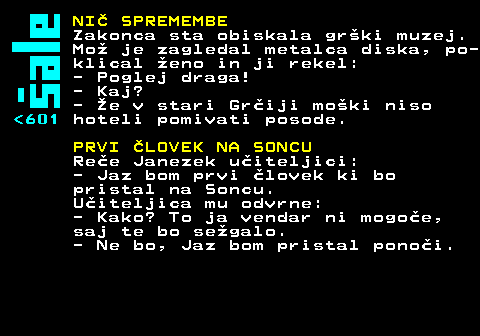 Šale
NIČ SPREMEMBE
Zakonca sta obiskala grški muzej.
Mož je zagledal metalca diska, po-
klical ženo in ji rekel:
- Poglej draga!
- Kaj?
- Že v stari Grčiji moški niso
<601 hoteli pomivati posode.
PRVI ČLOVEK NA SONCU
Reče Janezek učiteljici:
- Jaz bom prvi človek ki bo
pristal na Soncu.
Učiteljica mu odvrne:
- Kako? To ja vendar ni mogoče,
saj te bo sežgalo.
- Ne bo, Jaz bom pristal ponoči.